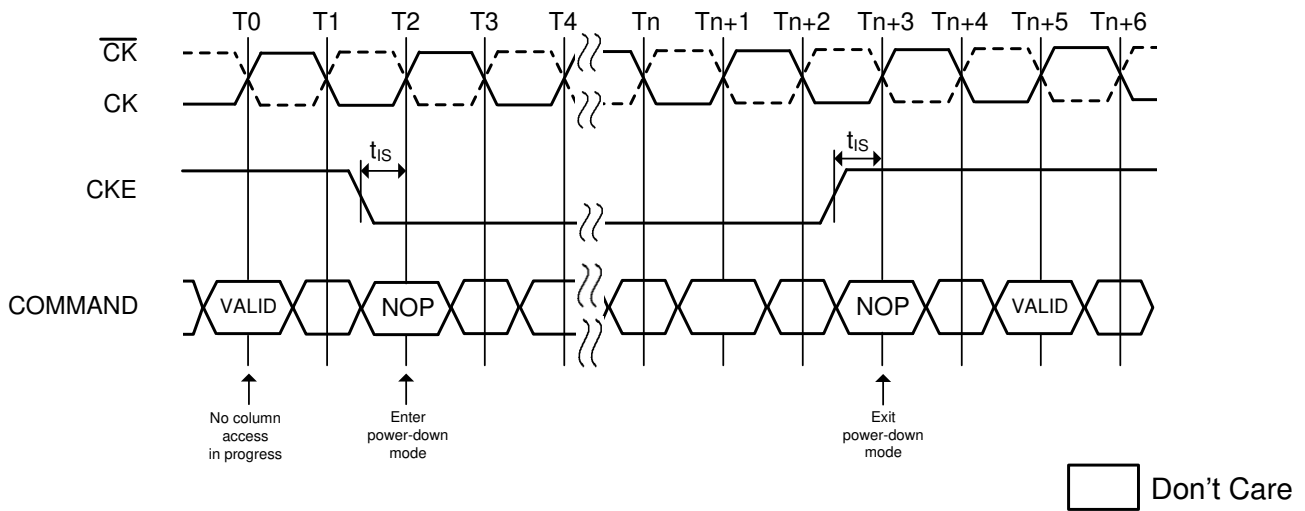 T0 T1 T2 T3 T4 Tn Tn+1 Tn+2 Tn+3 Tn+4 Tn+5 Tn+6
CK
CK
tIS tIS
CKE
COMMAND VALID NOP NOP VALID
No column
access
in progress
Enter
power-down
mode
Exit
power-down
mode
Don't Care